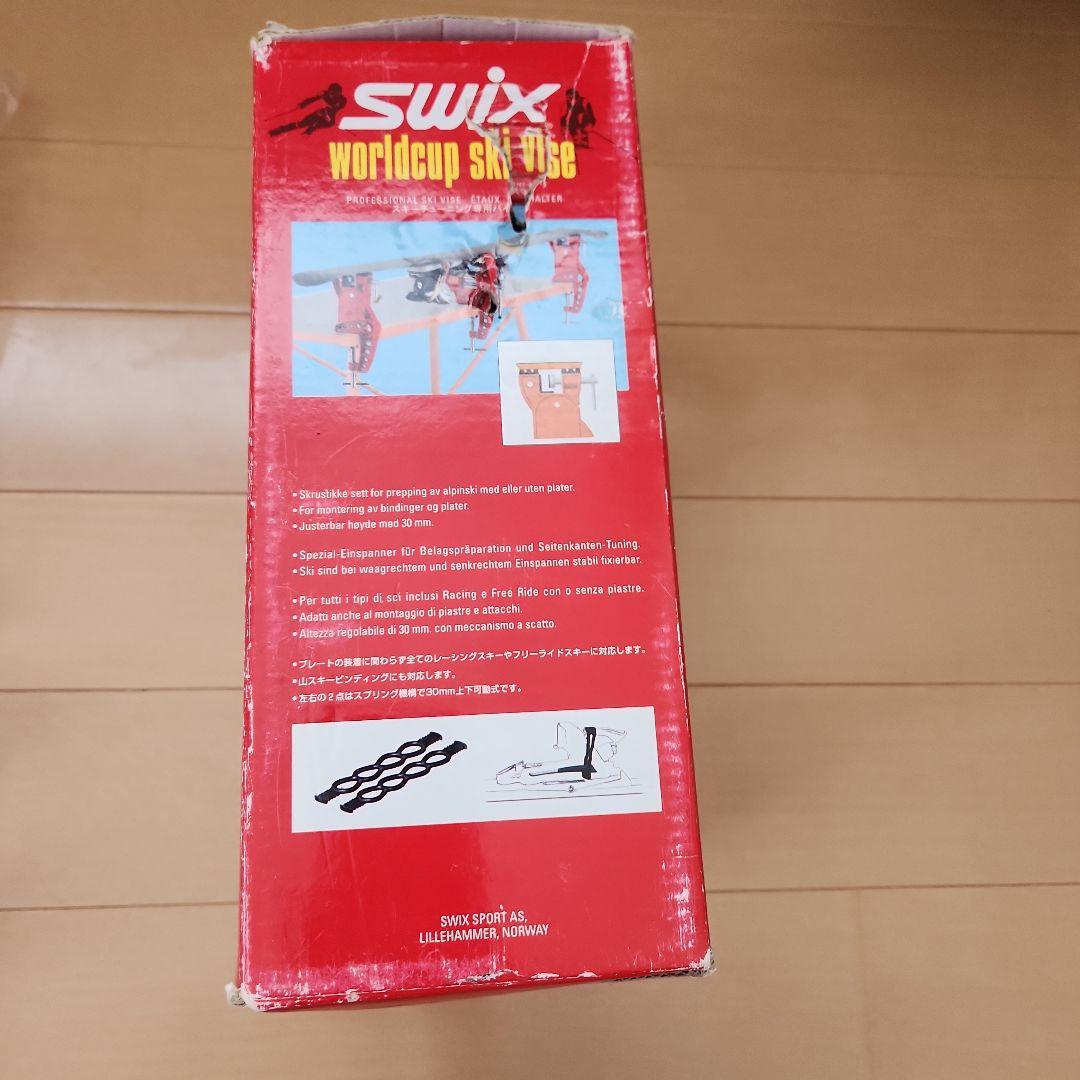 SWIX
worldcup ski vise
PROFESSIONAL SKI VISE ÉTAUX
スキーチューニング専用バイ
• Skrustikke sett for prepping av alpinski med eller uten plater.
• For montering av bindinger og plater.
• Justerbar høyde med 30 mm.
• Spezial-Einspanner für Belagspräparation und Seitenkanten-Tuning.
• Ski sind bei waagrechtem und senkrechtem Einspannen stabil fixierbar.
• Per tutti i tipi di sci inclusi Racing e Free Ride con o senza piastre.
• Adatti anche al montaggio di piastre e attacchi.
• Altezza regolabile di 30 mm. con meccanismo a scatto.
• プレートの装着に関わらず全てのレーシングスキーやフリーライドスキーに対応します。
• 山スキービンディングにも対応します。
• 左右の2点はスプリング機構で30mm上下可動式です。
SWIX SPORT AS,
LILLEHAMMER, NORWAY